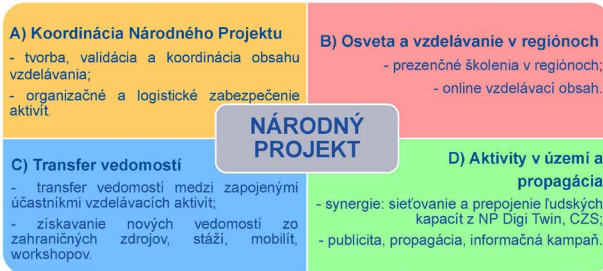 A) Koordinácia Národného Projektu
- tvorba, validácia a koordinácia obsahu
vzdelávania;
- organizačné a logistické zabezpečenie
aktivít.
B) Osveta a vzdelávanie v regiónoch
- prezenčné školenia v regiónoch;
- online vzdelávací obsah.
NÁRODNÝ
PROJEKT
C) Transfer vedomostí
- transfer vedomostí medzi zapojenými
účastníkmi vzdelávacích aktivít;
- získavanie nových vedomostí zo
zahraničných zdrojov, stáží, mobilít,
workshopov.
D) Aktivity v území a
propagácia
- synergie: sieťovanie a prepojenie ľudských
kapacít z NP Digi Twin, CZS;
- publicita, propagácia, informačná kampaň.